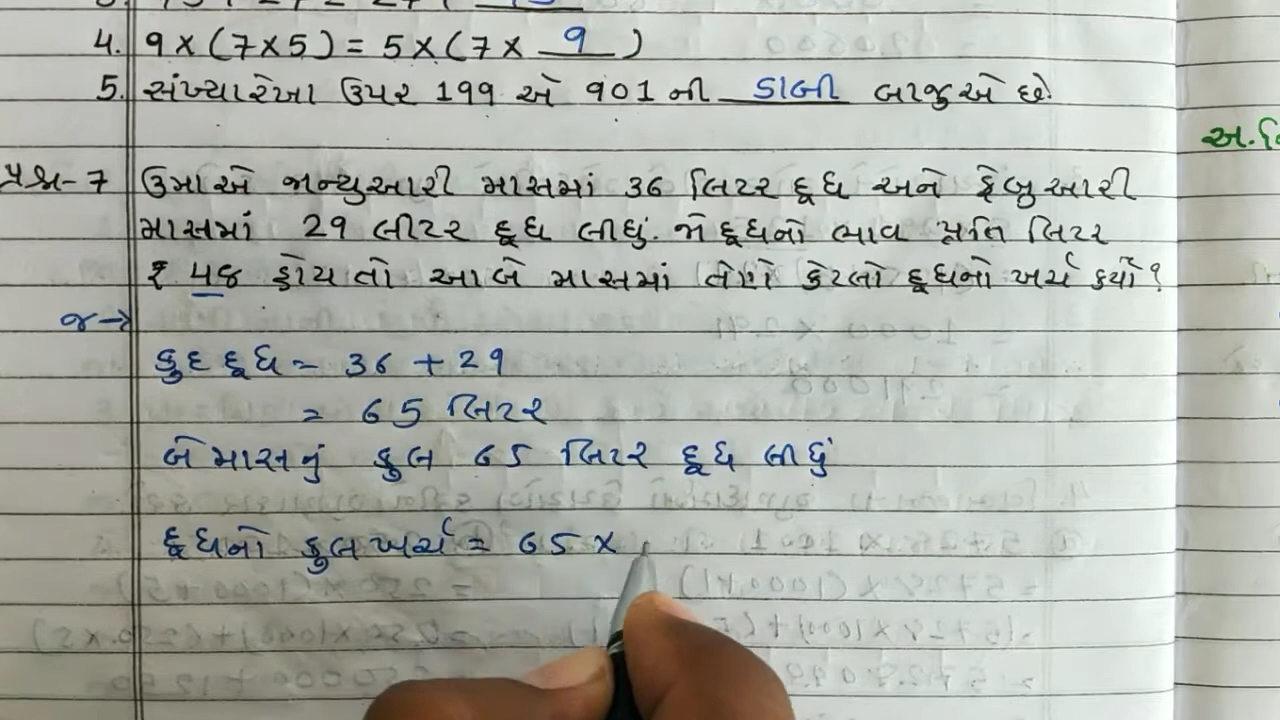 4. 9 × (7 × 5) = 5 × (7 × 9)
5. સંખ્યારેખા ઉપર 199 એ 901 ની ડાબી બાજુએ છે.
અ.
પ્રશ્ન-7 ઉમાએ જાન્યુઆરી માસમાં 36 લિટર દૂધ અને ફેબ્રુઆરી
માસમાં 29 લીટર દૂધ લીધું. જો દૂધનો ભાવ પ્રતિ લિટર
₹ 48 હોય તો આ બે માસમાં તેણે કેટલો દૂધનો ખર્ચ કર્યો?
જ →
કુલ દૂધ = 36 + 29
= 65 લિટર
બે માસનું કુલ 65 લિટર દૂધ લીધું
દૂધનો કુલ ખર્ચ = 65 ×